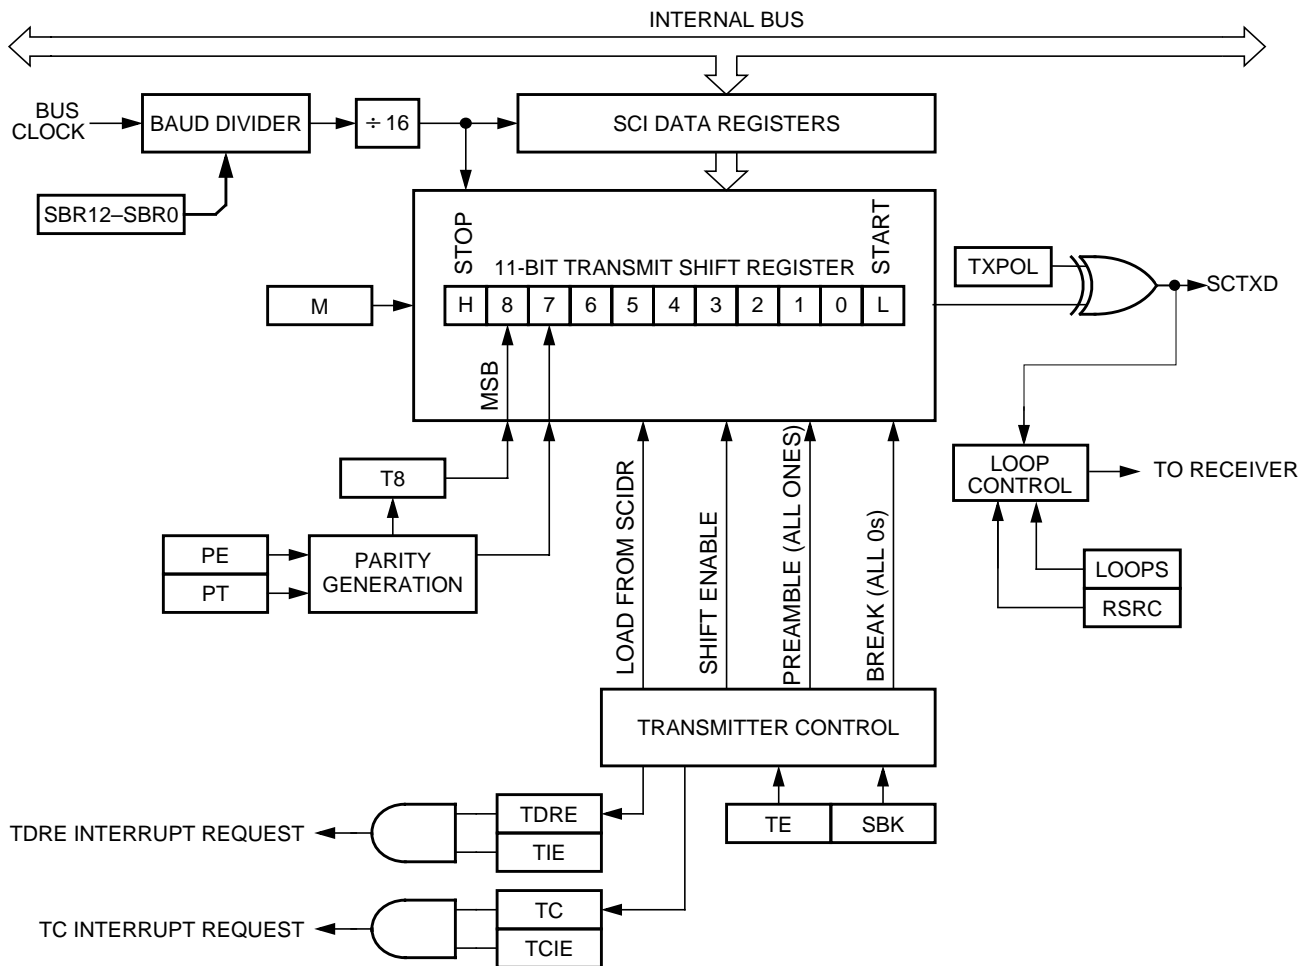 INTERNAL BUS
BUS
CLOCK
BAUD DIVIDER
÷ 16
SCI DATA REGISTERS
SBR12–SBR0
STOP
START
11-BIT TRANSMIT SHIFT REGISTER
H 8 7 6 5 4 3 2 1 0 L
M
TXPOL
SCTXD
MSB
T8
PE
PT
PARITY
GENERATION
LOAD FROM SCIDR
SHIFT ENABLE
PREAMBLE (ALL ONES)
BREAK (ALL 0s)
LOOP
CONTROL
TO RECEIVER
LOOPS
RSRC
TRANSMITTER CONTROL
TE
SBK
TDRE INTERRUPT REQUEST
TDRE
TIE
TC INTERRUPT REQUEST
TC
TCIE